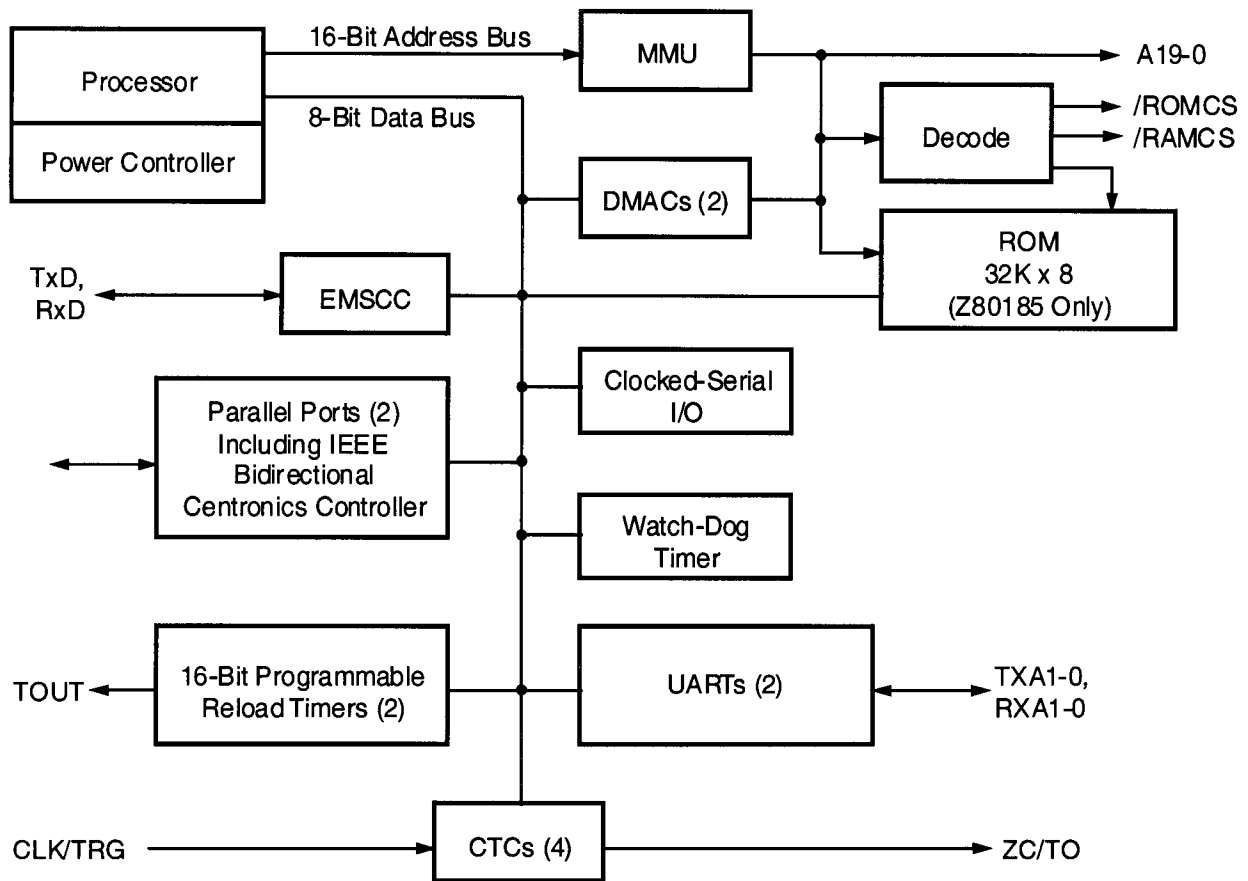 16-Bit Address Bus
MMU
A19-0
Processor
/ROMCS
8-Bit Data Bus
Decode
/RAMCS
Power Controller
DMACs (2)
ROM
32K x 8
(Z80185 Only)
TxD,
RxD
EMSCC
Clocked-Serial
I/O
Parallel Ports (2)
Including IEEE
Bidirectional
Centronics Controller
Watch-Dog
Timer
TOUT
16-Bit Programmable
Reload Timers (2)
UARTs (2)
TXA1-0,
RXA1-0
CLK/TRG
CTCs (4)
ZC/TO